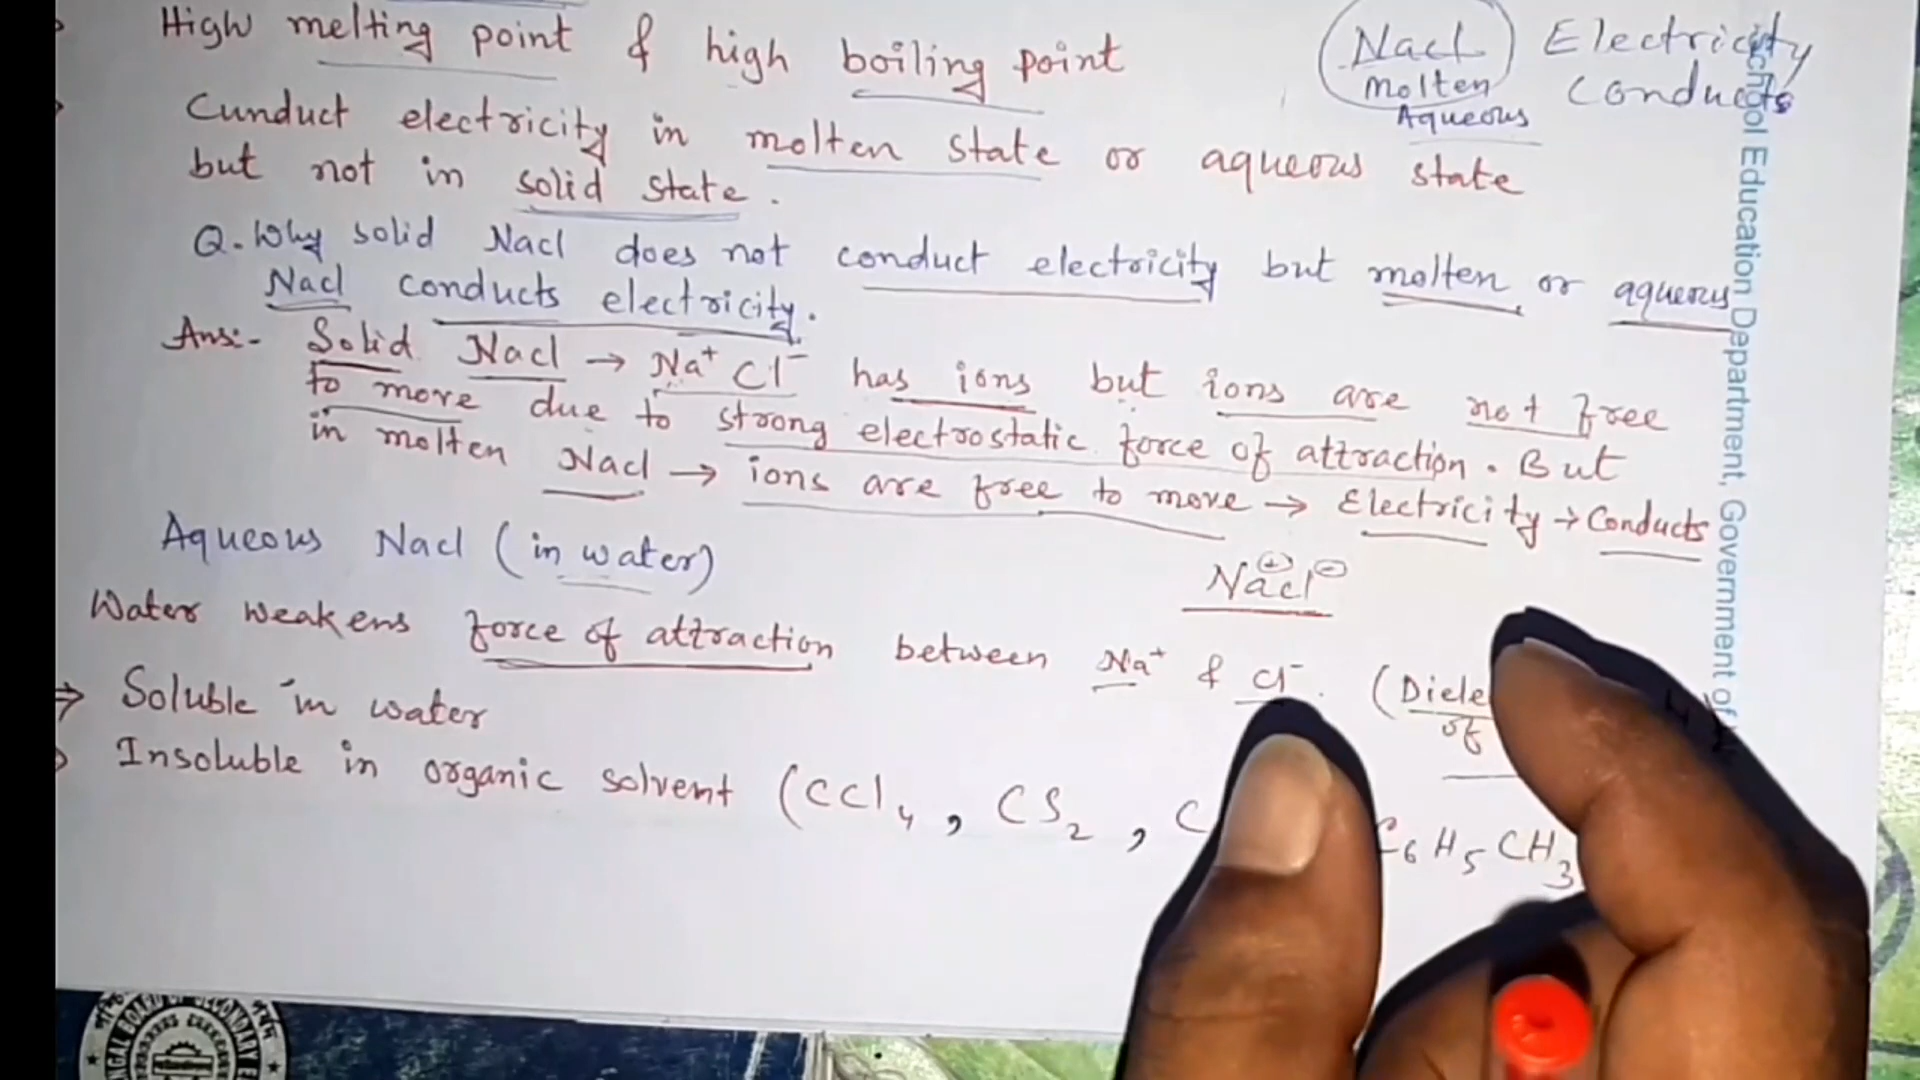 High melting point & high boiling point
Nacl Electricity
molten Conducts
Aqueous
Cunduct electricity in molten state or aqueous state
but not in solid state.
Q. Why solid Nacl does not conduct electricity but molten or aqueous
Nacl conducts electricity.
Ans:- Solid Nacl → Na⁺ Cl⁻ has ions but ions are not free
to move due to strong electrostatic force of attraction. But
in molten Nacl → ions are free to move → Electricity → Conducts
Aqueous Nacl (in water)
Na⊕cl⊖
Water weakens force of attraction between Na⁺ & Cl⁻. (Diele
of
⇒ Soluble in water
Insoluble in organic solvent (CCl₄, CS₂, C C₆H₅CH₃
School Education Department, Government of